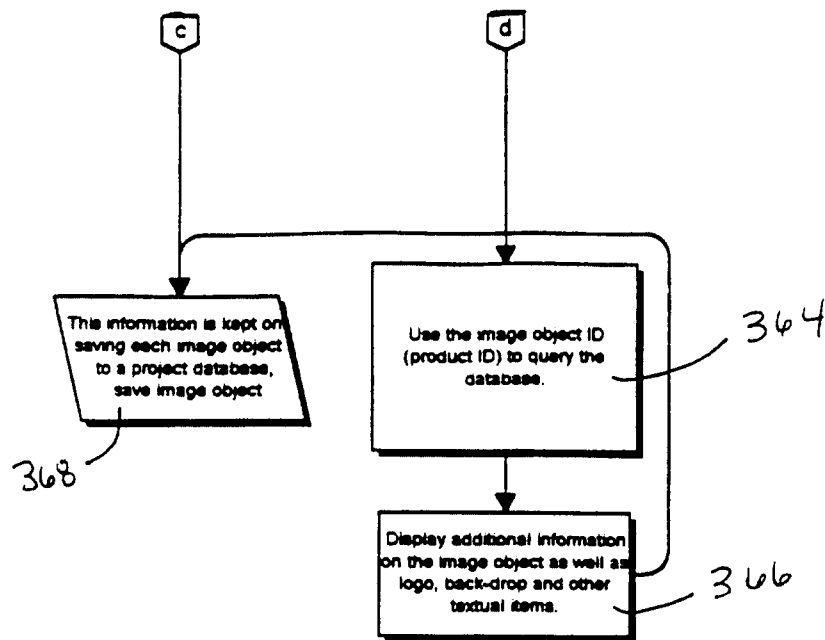 c
d
This information is kept on
saving each image object
to a project database,
save image object
368
Use the image object ID
(product ID) to query the
database.
364
Display additional information
on the image object as well as
logo, back-drop and other
textual items.
366